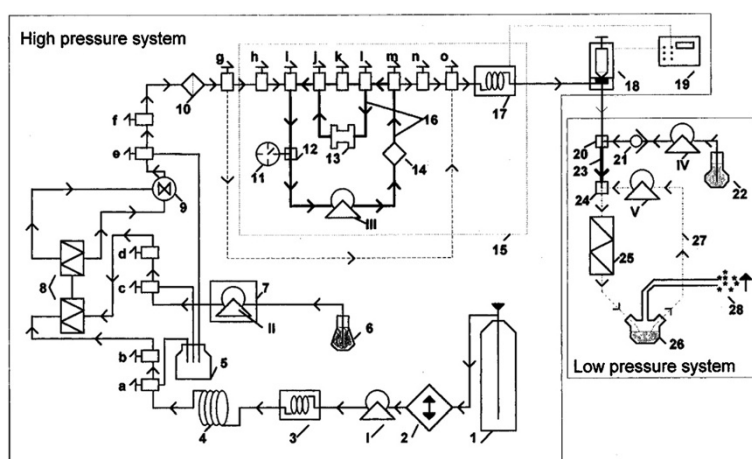 High pressure system
g h i j k l m n o
10
f
16
17
18
19
e
11
12
13
14
20
21
IV
22
9
23
24
V
III
d
15
25
27
8
c
7
II
6
28
b
5
26
a
Low pressure system
4
3
I
2
1